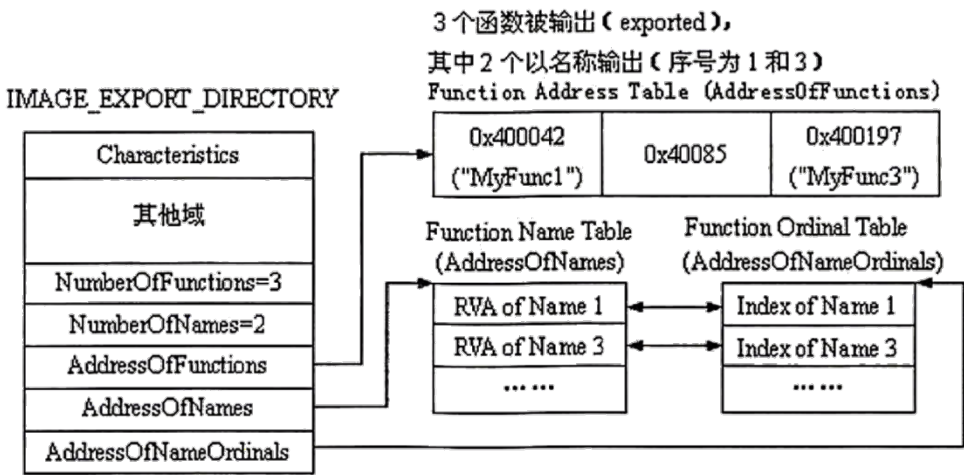 3个函数被输出（exported），
其中2个以名称输出（序号为1和3）
Function Address Table (AddressOfFunctions)
IMAGE_EXPORT_DIRECTORY
Characteristics
其他域
NumberOfFunctions=3
NumberOfNames=2
AddressOfFunctions
AddressOfNames
AddressOfNameOrdinals
0x400042
("MyFunc1")
0x40085
0x400197
("MyFunc3")
Function Name Table
(AddressOfNames)
RVA of Name 1
RVA of Name 3
……
Function Ordinal Table
(AddressOfNameOrdinals)
Index of Name 1
Index of Name 3
……